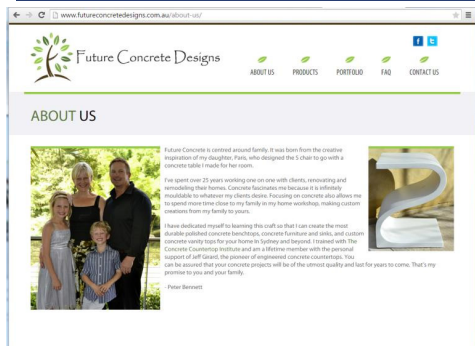 www.futureconcretedesigns.com.au/about-us/
Future Concrete Designs
ABOUT US
PRODUCTS
PORTFOLIO
FAQ
CONTACT US
ABOUT US
Future Concrete is centred around family. It was born from the creative
inspiration of my daughter, Paris, who designed the S chair to go with a
concrete table I made for her room.
I've spent over 25 years working one on one with clients, renovating and
remodeling their homes. Concrete fascinates me because it is infinitely
mouldable to whatever my clients desire. Focusing on concrete also allows me
to spend more time close to my family in my home workshop, making custom
creations from my family to yours.
I have dedicated myself to learning this craft so that I can create the most
durable polished concrete benchtops, concrete furniture and sinks, and custom
concrete vanity tops for your home in Sydney and beyond. I trained with The
Concrete Countertop Institute and am a lifetime member with the personal
support of Jeff Girard, the pioneer of engineered concrete countertops. You
can be assured that your concrete projects will be of the utmost quality and last for years to come. That's my
promise to you and your family.
- Peter Bennett